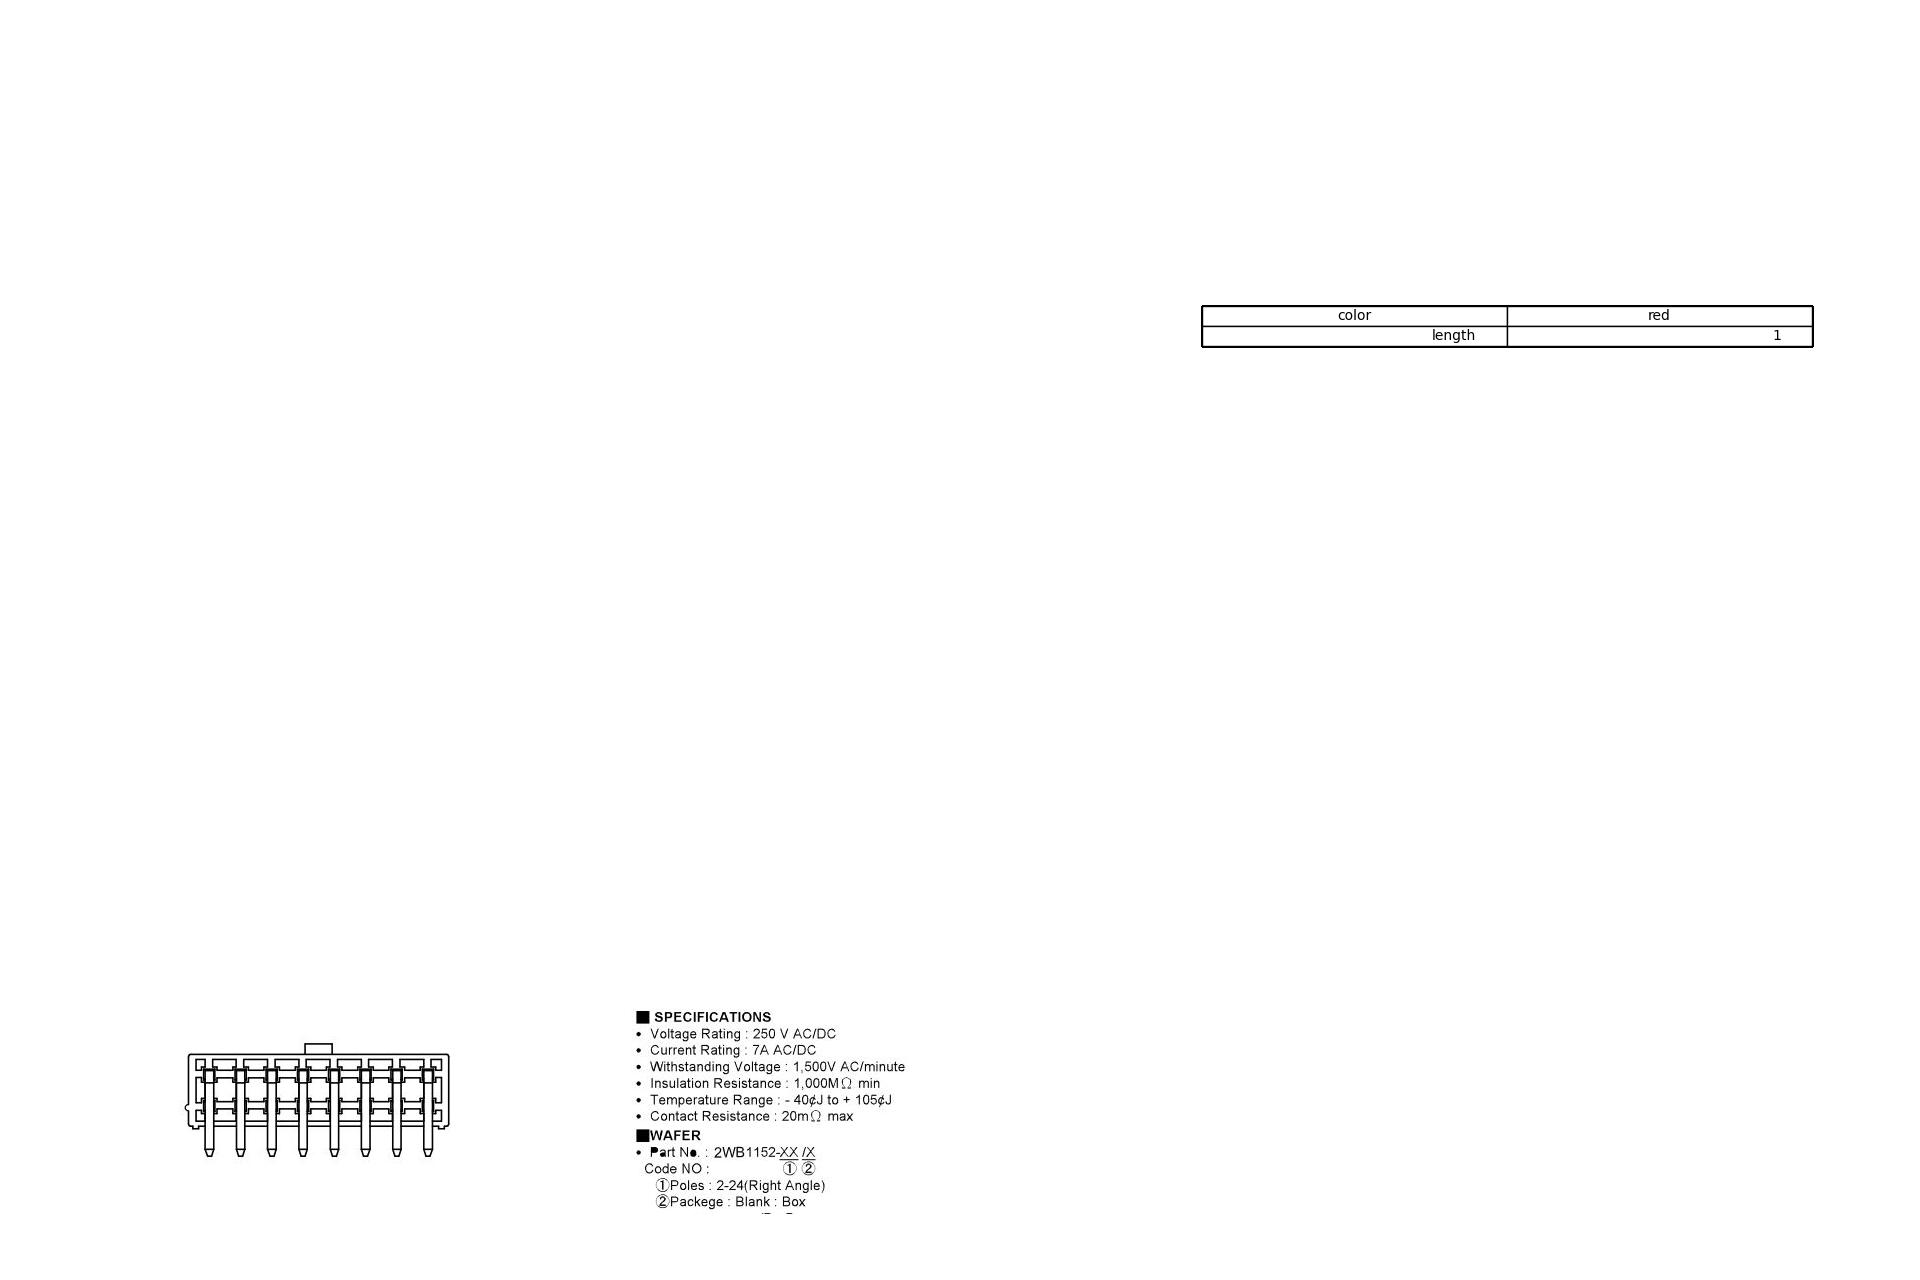 color red
length 1
■ SPECIFICATIONS
• Voltage Rating : 250 V AC/DC
• Current Rating : 7A AC/DC
• Withstanding Voltage : 1,500V AC/minute
• Insulation Resistance : 1,000MΩ min
• Temperature Range : - 40¢J to + 105¢J
• Contact Resistance : 20mΩ max
■WAFER
• Part No. : 2WB1152-XX /X
Code NO : ① ②
①Poles : 2-24(Right Angle)
②Packege : Blank : Box